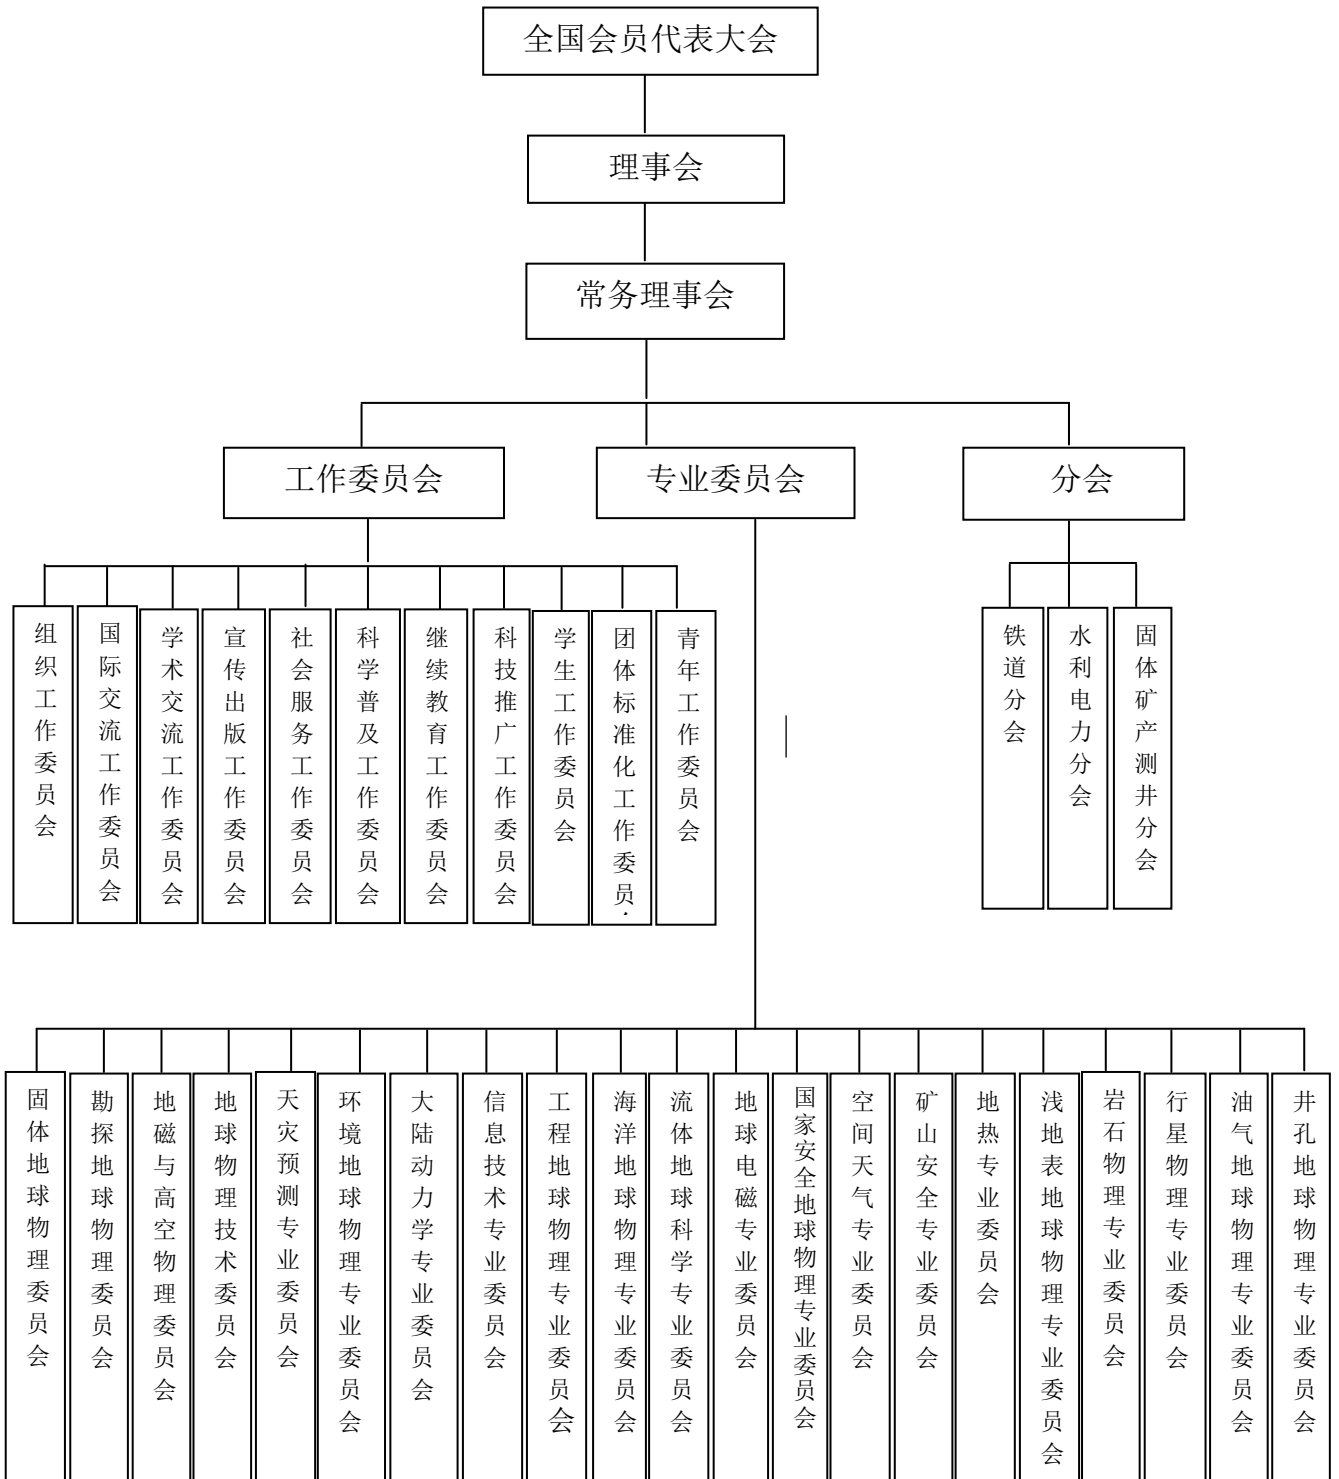 全国会员代表大会
理事会
常务理事会
工作委员会
专业委员会
分会
组织工作委员会
国际交流工作委员会
学术交流工作委员会
宣传出版工作委员会
社会服务工作委员会
科学普及工作委员会
继续教育工作委员会
科技推广工作委员会
学生工作委员会
团体标准化工作委员
青年工作委员会
铁道分会
水利电力分会
固体矿产测井分会
固体地球物理委员会
勘探地球物理委员会
地磁与高空物理委员会
地球物理技术委员会
天灾预测专业委员会
环境地球物理专业委员会
大陆动力学专业委员会
信息技术专业委员会
工程地球物理专业委员会
海洋地球物理专业委员会
流体地球科学专业委员会
地球电磁专业委员会
国家安全地球物理专业委员会
空间天气专业委员会
矿山安全专业委员会
地热专业委员会
浅地表地球物理专业委员会
岩石物理专业委员会
行星物理专业委员会
油气地球物理专业委员会
井孔地球物理专业委员会